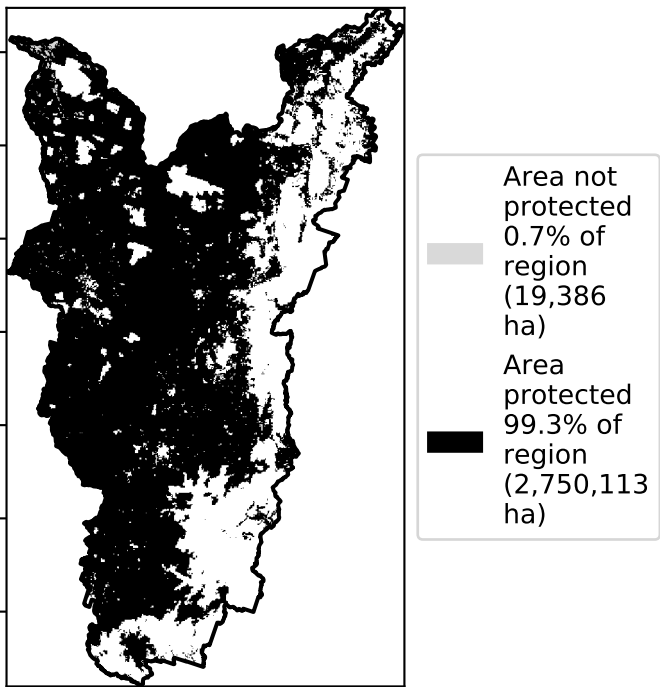 Area not
protected
0.7% of
region
(19,386
ha)
Area
protected
99.3% of
region
(2,750,113
ha)